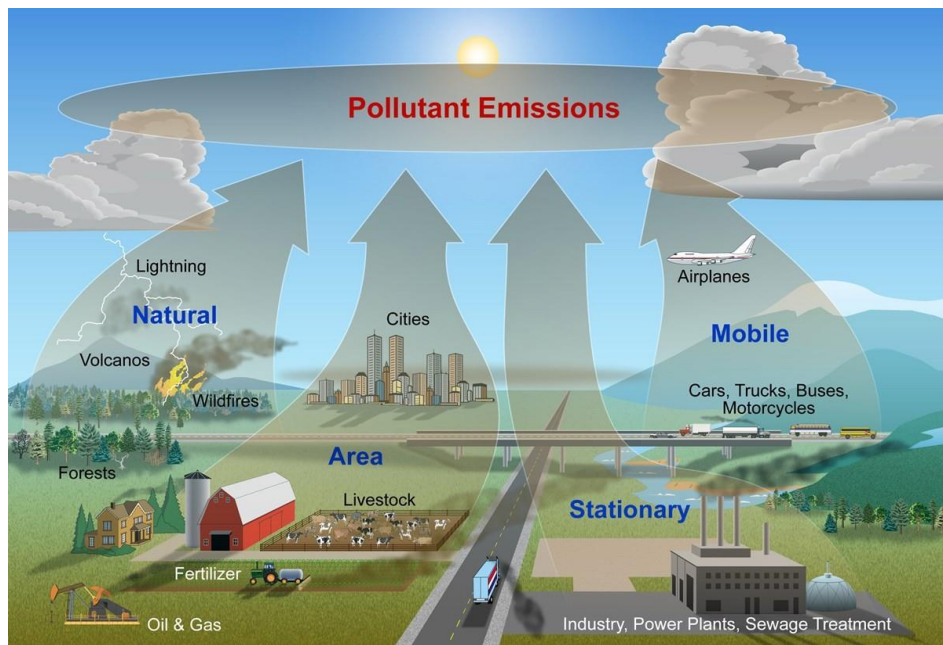 Pollutant Emissions
Lightning
Natural
Volcanos
Wildfires
Forests
Cities
Airplanes
Mobile
Cars, Trucks, Buses,
Motorcycles
Area
Livestock
Fertilizer
Oil & Gas
Stationary
Industry, Power Plants, Sewage Treatment